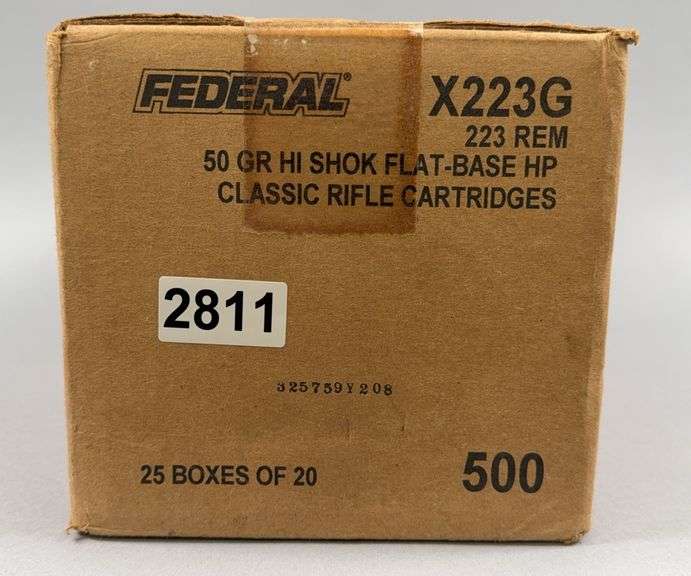 FEDERAL®
X223G
223 REM
50 GR HI SHOK FLAT-BASE HP
CLASSIC RIFLE CARTRIDGES
2811
325759Y208
25 BOXES OF 20
500